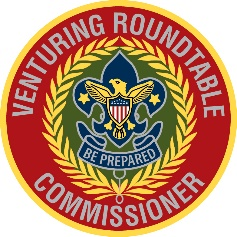 VENTURING ROUNDTABLE
BE PREPARED
COMMISSIONER